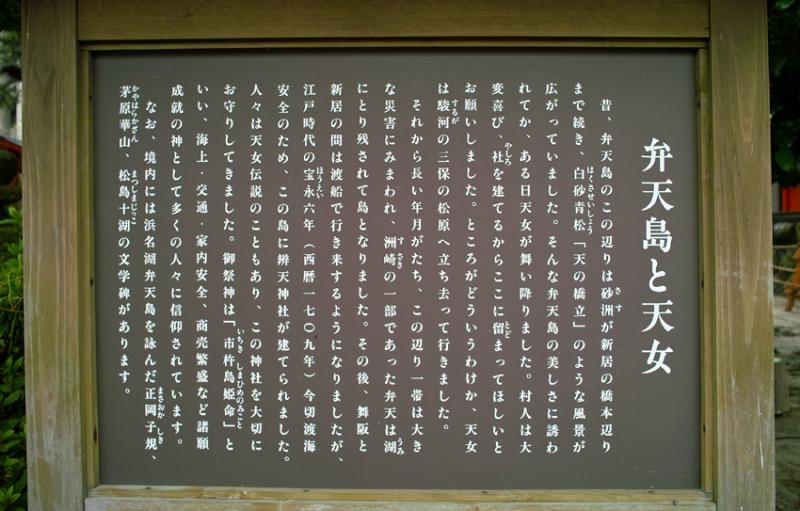 弁天島と天女
昔、弁天島のこの辺りは砂洲が新居の橋本辺り
まで続き、白砂青松「天の橋立」のような風景が
広がっていました。そんな弁天島の美しさに誘わ
れてか、ある日天女が舞い降りました。村人は大
変喜び、社を建てるからここに留まってほしいと
お願いしました。ところがどういうわけか、天女
は駿河の三保の松原へ立ち去って行きました。
それから長い年月がたち、この辺り一帯は大き
な災害にみまわれ、洲崎の一部であった弁天は湖
にとり残されて島となりました。その後、舞阪と
新居の間は渡船で行き来するようになりましたが、
江戸時代の宝永六年(西暦一七〇九年)今切渡海
安全のため、この島に辨天神社が建てられました。
人々は天女伝説のこともあり、この神社を大切に
お守りしてきました。御祭神は「市杵島姫命」と
いい、海上・交通・家内安全、商売繁盛など諸願
成就の神として多くの人々に信仰されています。
なお、境内には浜名湖弁天島を詠んだ正岡子規、
茅原華山、松島十湖の文学碑があります。